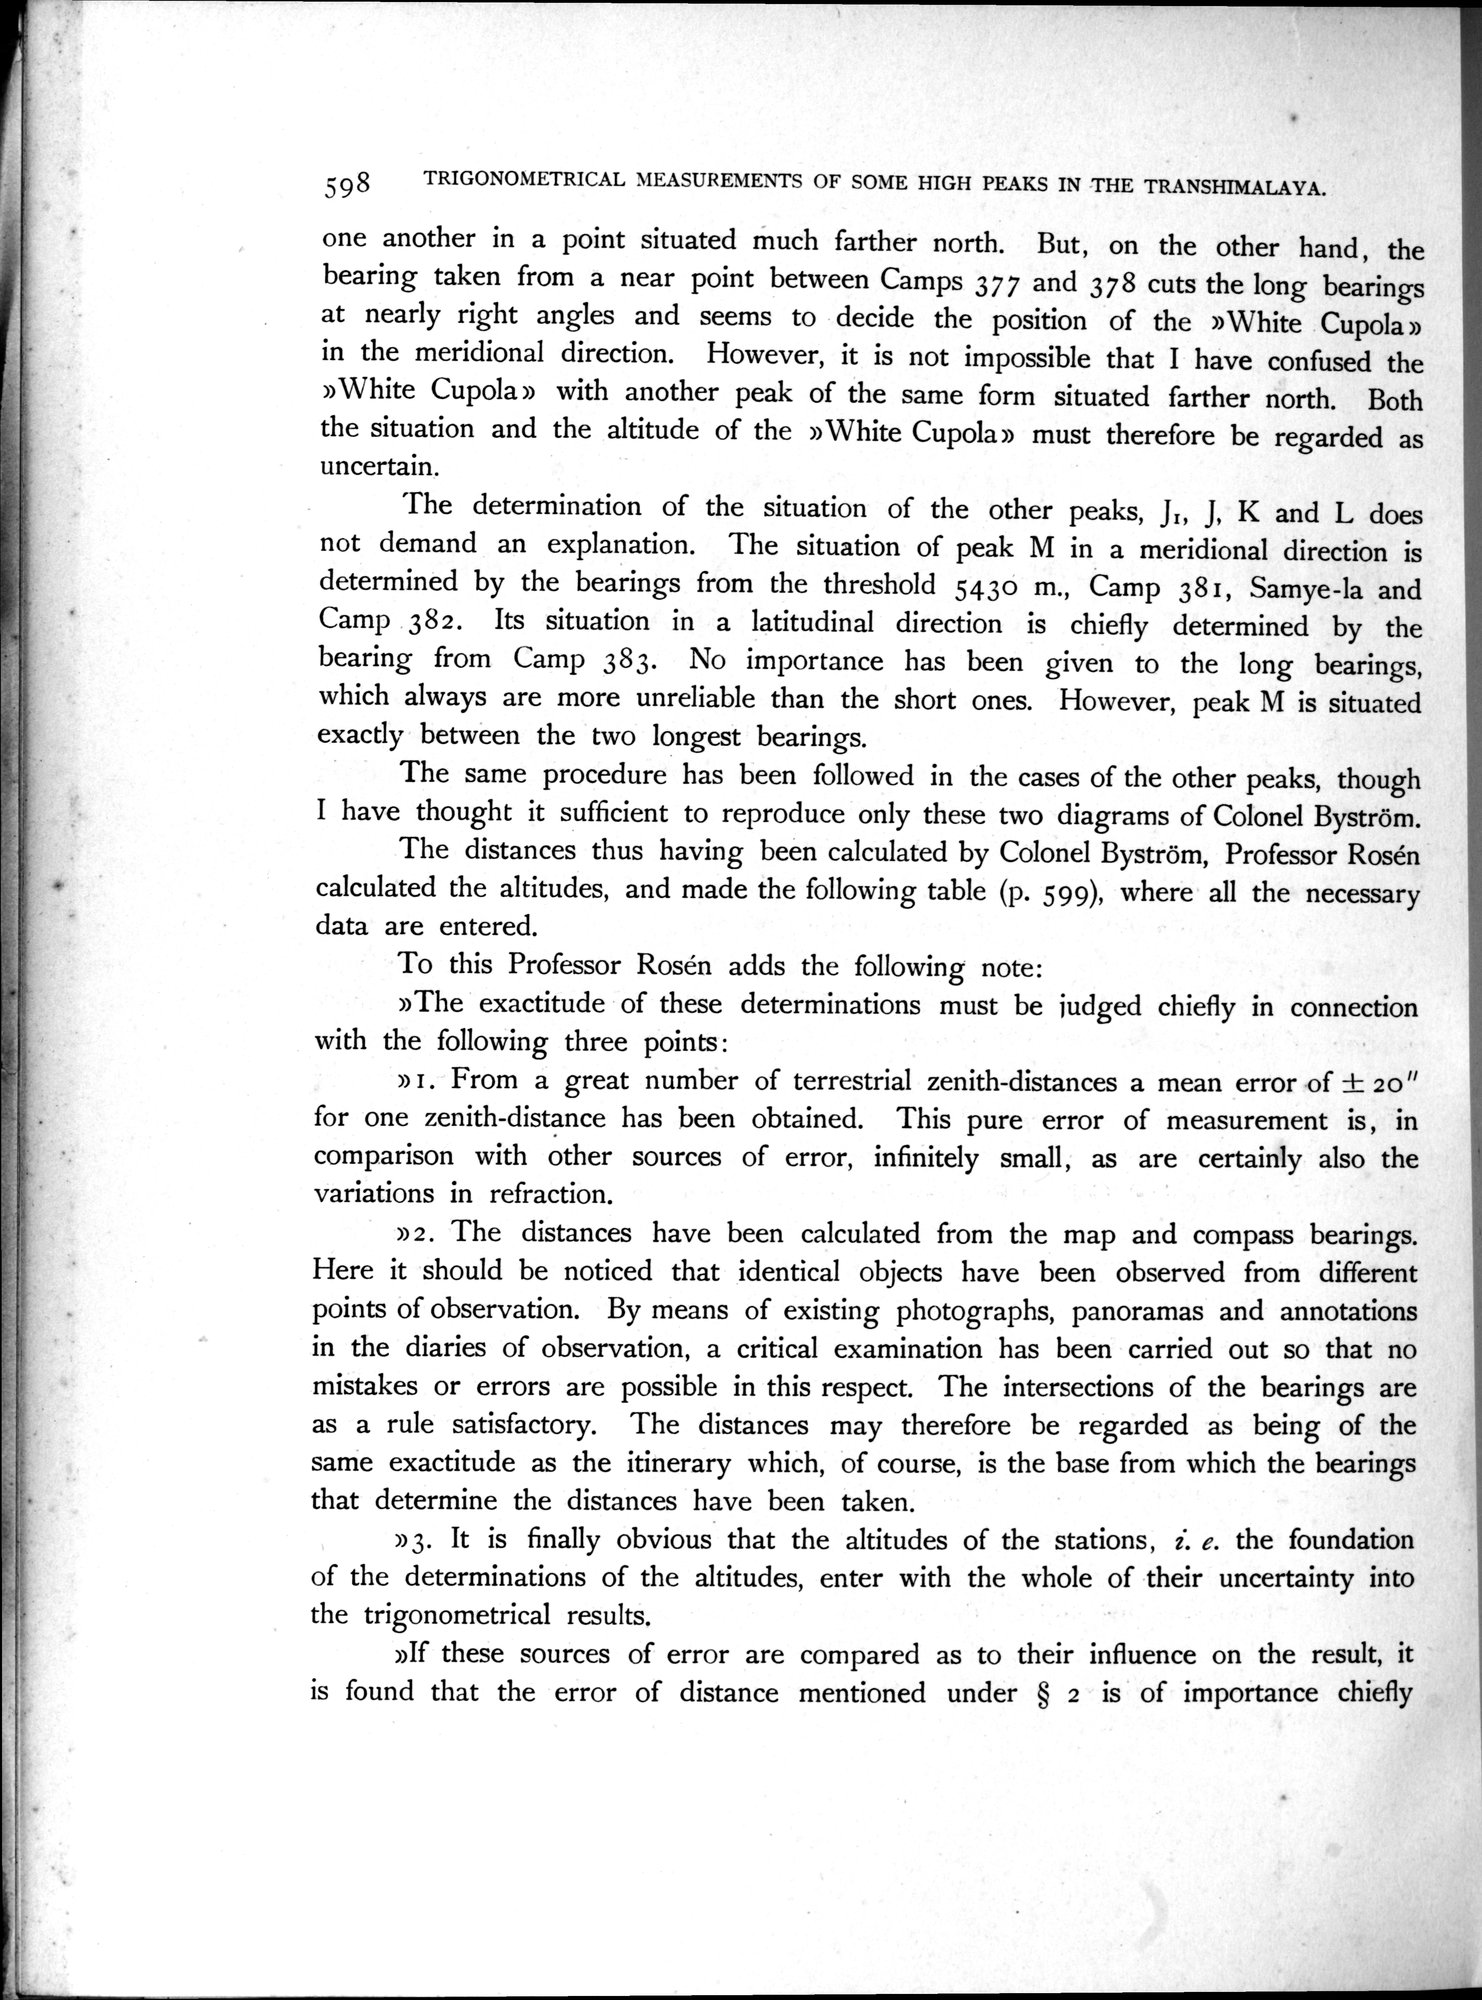 598 TRIGONOMETRICAL MEASUREMENTS OF SOME HIGH PEAKS IN THE TRANSHIMALAYA.
one another in a point situated much farther north. But, on the other hand, the
bearing taken from a near point between Camps 377 and 378 cuts the long bearings
at nearly right angles and seems to decide the position of the »White Cupola»
in the meridional direction. However, it is not impossible that I have confused the
»White Cupola» with another peak of the same form situated farther north. Both
the situation and the altitude of the »White Cupola» must therefore be regarded as
uncertain.
The determination of the situation of the other peaks, J1, J, K and L does
not demand an explanation. The situation of peak M in a meridional direction is
determined by the bearings from the threshold 5430 m., Camp 381, Samye-la and
Camp 382. Its situation in a latitudinal direction is chiefly determined by the
bearing from Camp 383. No importance has been given to the long bearings,
which always are more unreliable than the short ones. However, peak M is situated
exactly between the two longest bearings.
The same procedure has been followed in the cases of the other peaks, though
I have thought it sufficient to reproduce only these two diagrams of Colonel Byström.
The distances thus having been calculated by Colonel Byström, Professor Rosén
calculated the altitudes, and made the following table (p. 599), where all the necessary
data are entered.
To this Professor Rosén adds the following note:
»The exactitude of these determinations must be judged chiefly in connection
with the following three points:
»1. From a great number of terrestrial zenith-distances a mean error of ± 20″
for one zenith-distance has been obtained. This pure error of measurement is, in
comparison with other sources of error, infinitely small, as are certainly also the
variations in refraction.
»2. The distances have been calculated from the map and compass bearings.
Here it should be noticed that identical objects have been observed from different
points of observation. By means of existing photographs, panoramas and annotations
in the diaries of observation, a critical examination has been carried out so that no
mistakes or errors are possible in this respect. The intersections of the bearings are
as a rule satisfactory. The distances may therefore be regarded as being of the
same exactitude as the itinerary which, of course, is the base from which the bearings
that determine the distances have been taken.
»3. It is finally obvious that the altitudes of the stations, i. e. the foundation
of the determinations of the altitudes, enter with the whole of their uncertainty into
the trigonometrical results.
»If these sources of error are compared as to their influence on the result, it
is found that the error of distance mentioned under § 2 is of importance chiefly